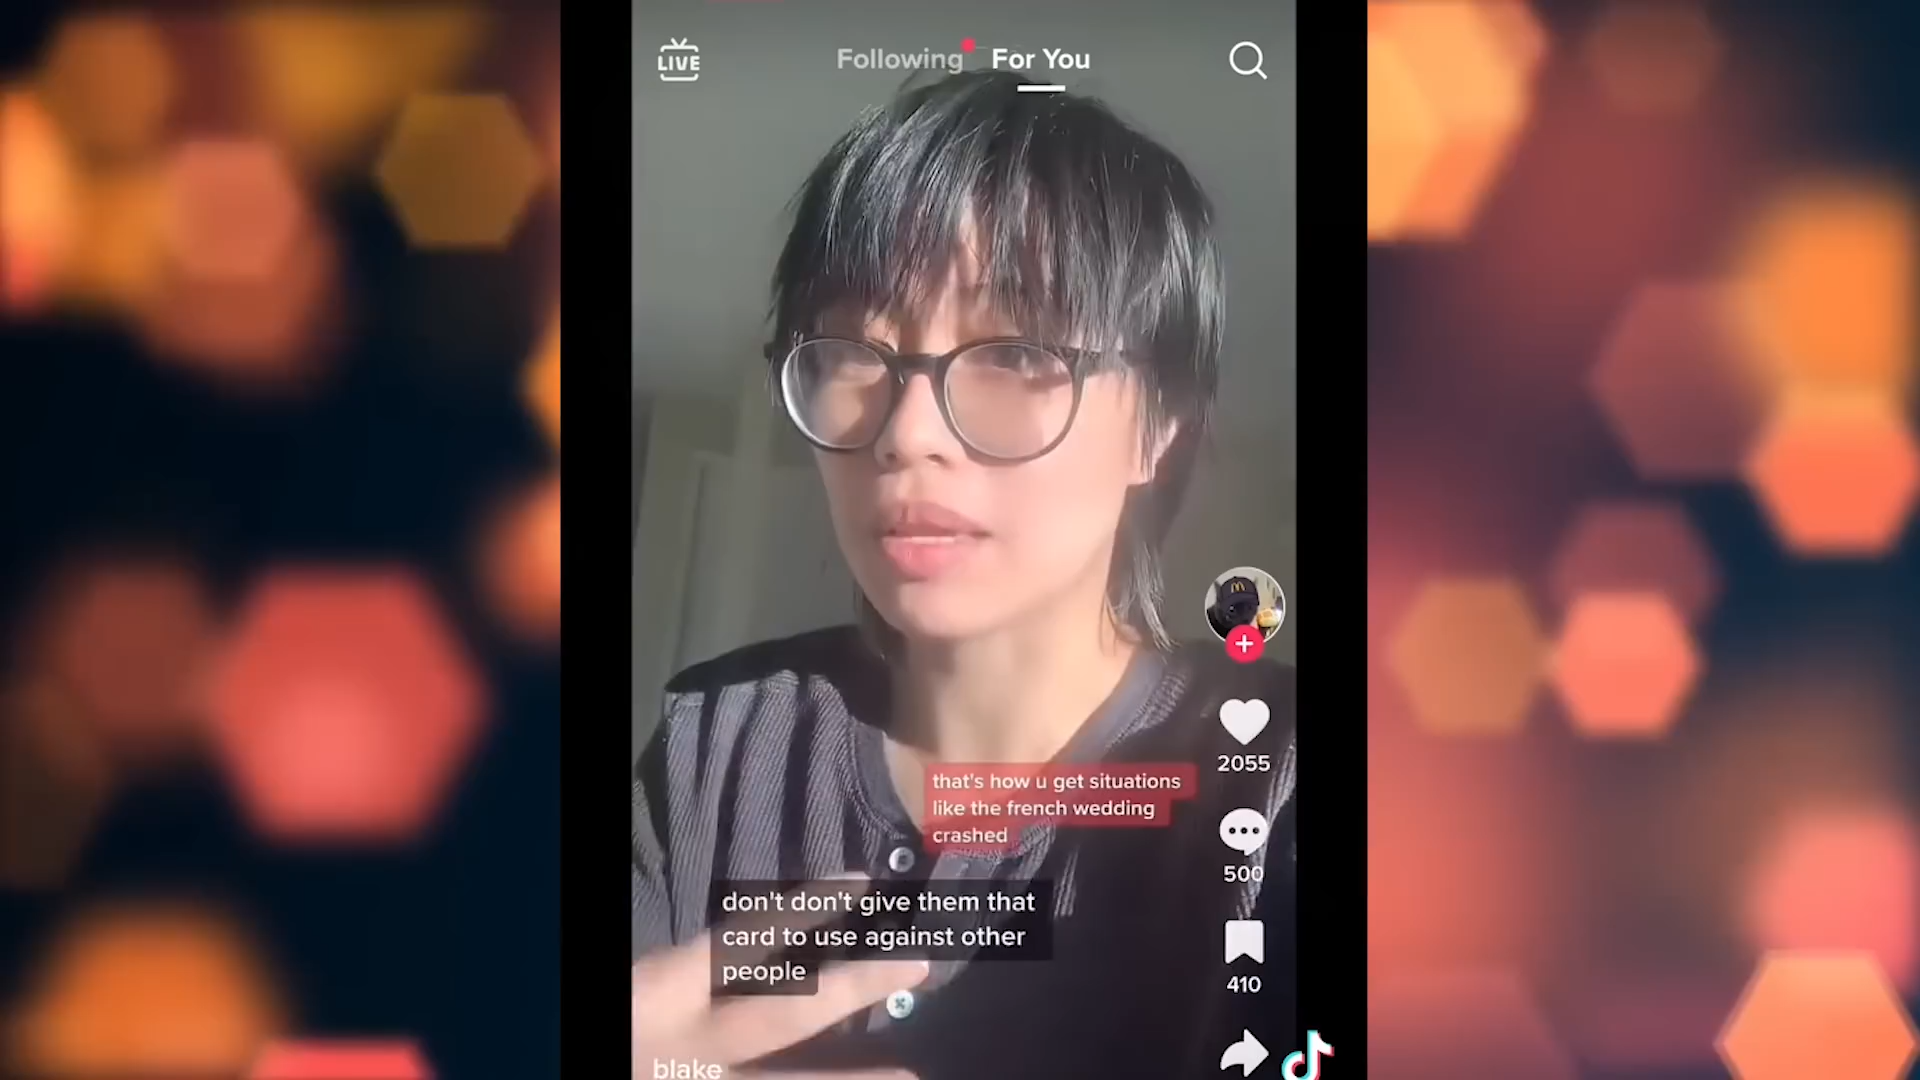 LIVE
Following
For You
2055
that's how u get situations
like the french wedding
crashed
500
don't don't give them that
card to use against other
people
410
blake